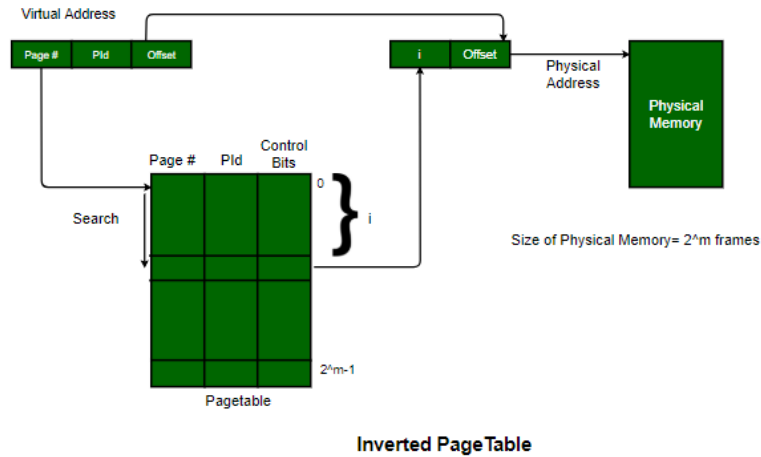 Virtual Address
Page #
PId
Offset
i
Offset
Physical
Address
Physical
Memory
Page #
PId
Control
Bits
0
Search
i
Size of Physical Memory= 2^m frames
2^m-1
Pagetable
Inverted PageTable